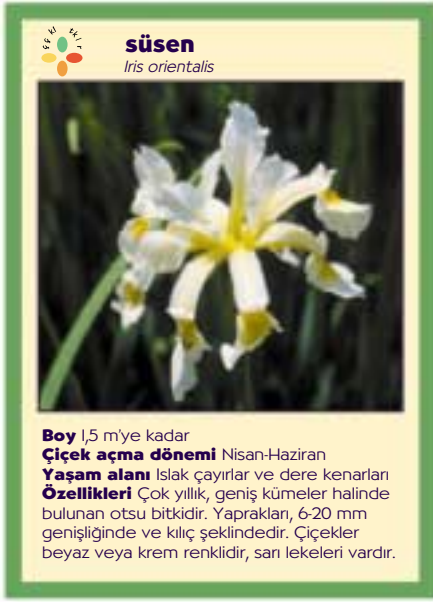 süsen
Iris orientalis
Boy 1,5 m'ye kadar
Çiçek açma dönemi Nisan-Haziran
Yaşam alanı Islak çayırlar ve dere kenarları
Özellikleri Çok yıllık, geniş kümeler halinde
bulunan otsu bitkidir. Yaprakları, 6-20 mm
genişliğinde ve kılıç şeklindedir. Çiçekler
beyaz veya krem renklidir, sarı lekeleri vardır.